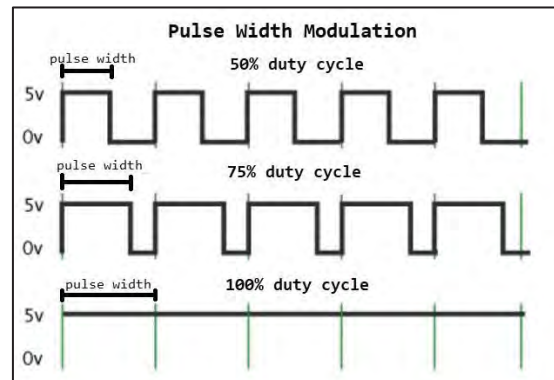 Pulse Width Modulation
pulse width
50% duty cycle
5v
0v
pulse width
75% duty cycle
5v
0v
pulse width
100% duty cycle
5v
0v